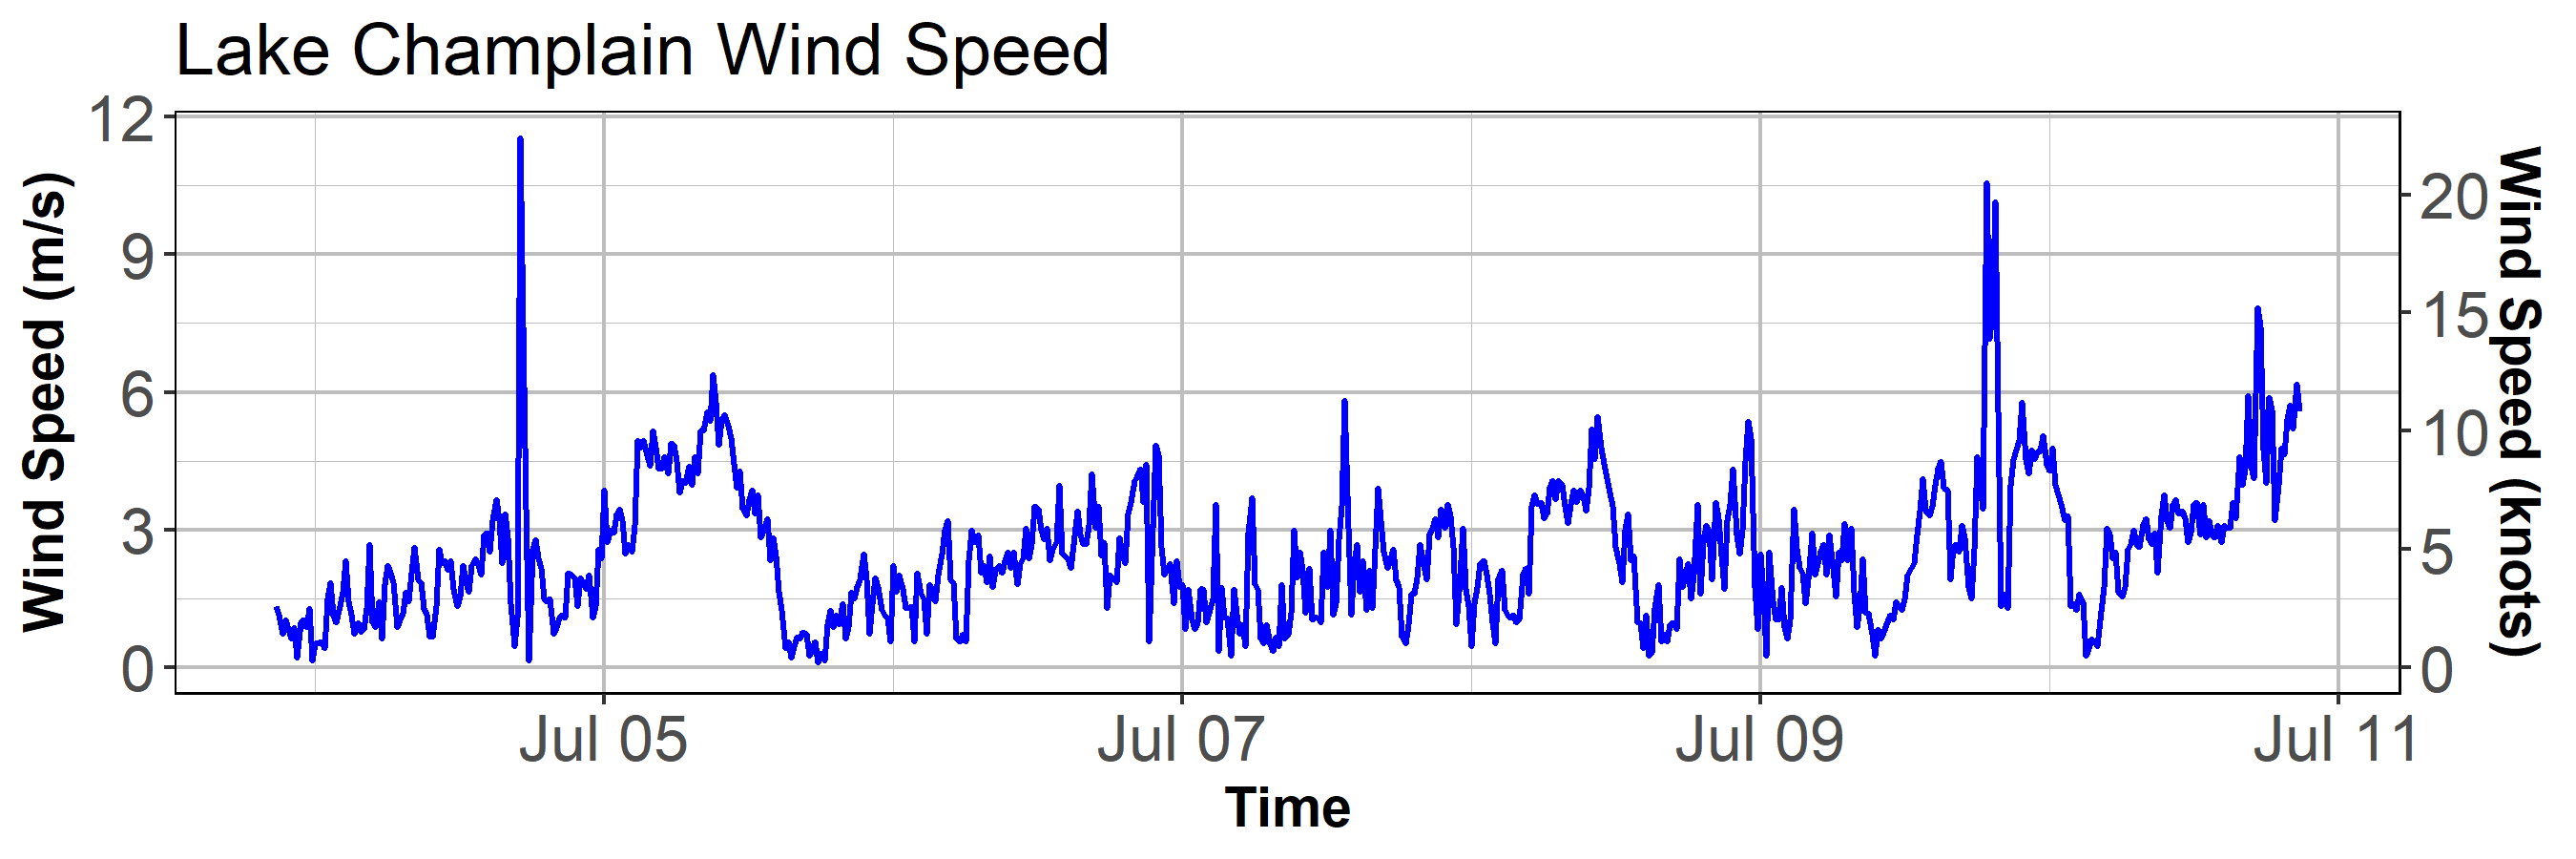 Lake Champlain Wind Speed
Wind Speed (m/s)
12
9
6
3
0
20
15
10
5
0
Wind Speed (knots)
Jul 05
Jul 07
Jul 09
Jul 11
Time